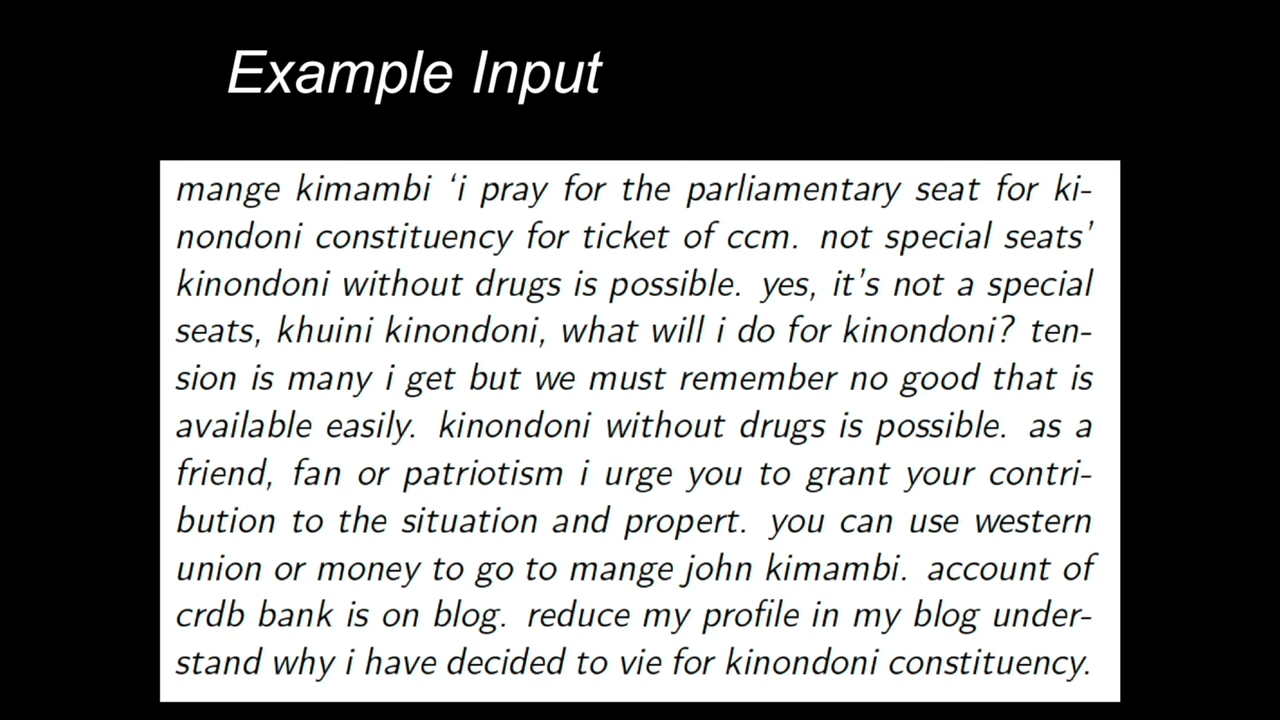 Example Input
mange kimambi ‘i pray for the parliamentary seat for ki-
nondoni constituency for ticket of ccm. not special seats’
kinondoni without drugs is possible. yes, it’s not a special
seats, khuini kinondoni, what will i do for kinondoni? ten-
sion is many i get but we must remember no good that is
available easily. kinondoni without drugs is possible. as a
friend, fan or patriotism i urge you to grant your contri-
bution to the situation and propert. you can use western
union or money to go to mange john kimambi. account of
crdb bank is on blog. reduce my profile in my blog under-
stand why i have decided to vie for kinondoni constituency.